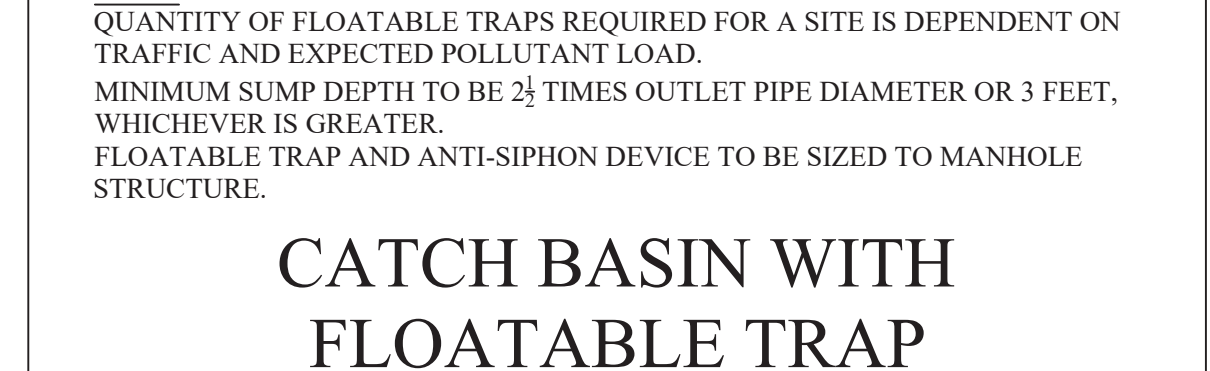 QUANTITY OF FLOATABLE TRAPS REQUIRED FOR A SITE IS DEPENDENT ON
TRAFFIC AND EXPECTED POLLUTANT LOAD.
MINIMUM SUMP DEPTH TO BE 2½ TIMES OUTLET PIPE DIAMETER OR 3 FEET,
WHICHEVER IS GREATER.
FLOATABLE TRAP AND ANTI-SIPHON DEVICE TO BE SIZED TO MANHOLE
STRUCTURE.
CATCH BASIN WITH
FLOATABLE TRAP